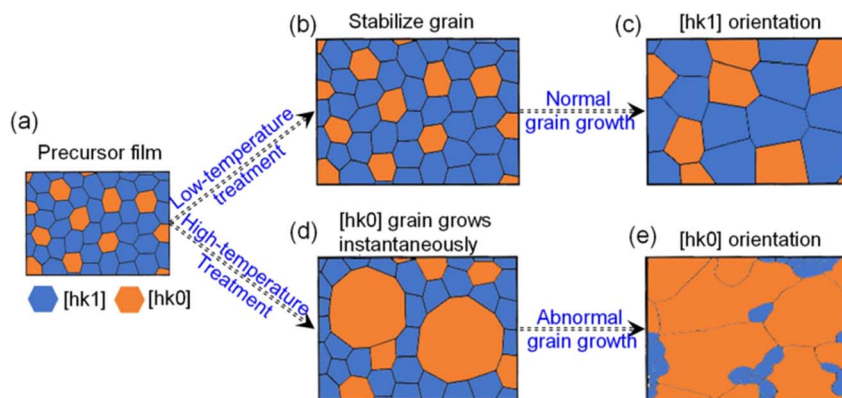 (a)
Precursor film
[hk1]
[hk0]
Low-temperature
treatment
High-temperature
Treatment
(b)
Stabilize grain
Normal
grain growth
(c)
[hk1] orientation
(d)
[hk0] grain grows
instantaneously
Abnormal
grain growth
(e)
[hk0] orientation